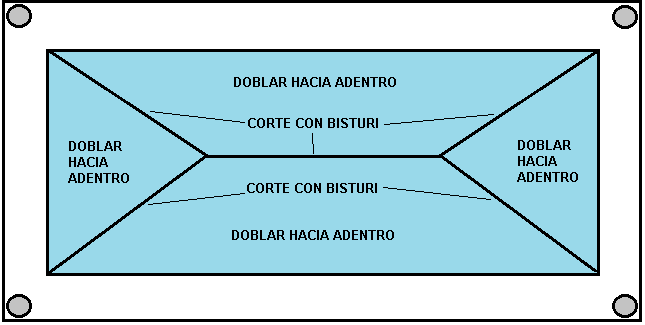 DOBLAR HACIA ADENTRO
CORTE CON BISTURI
DOBLAR
HACIA
ADENTRO
DOBLAR
HACIA
ADENTRO
CORTE CON BISTURI
DOBLAR HACIA ADENTRO